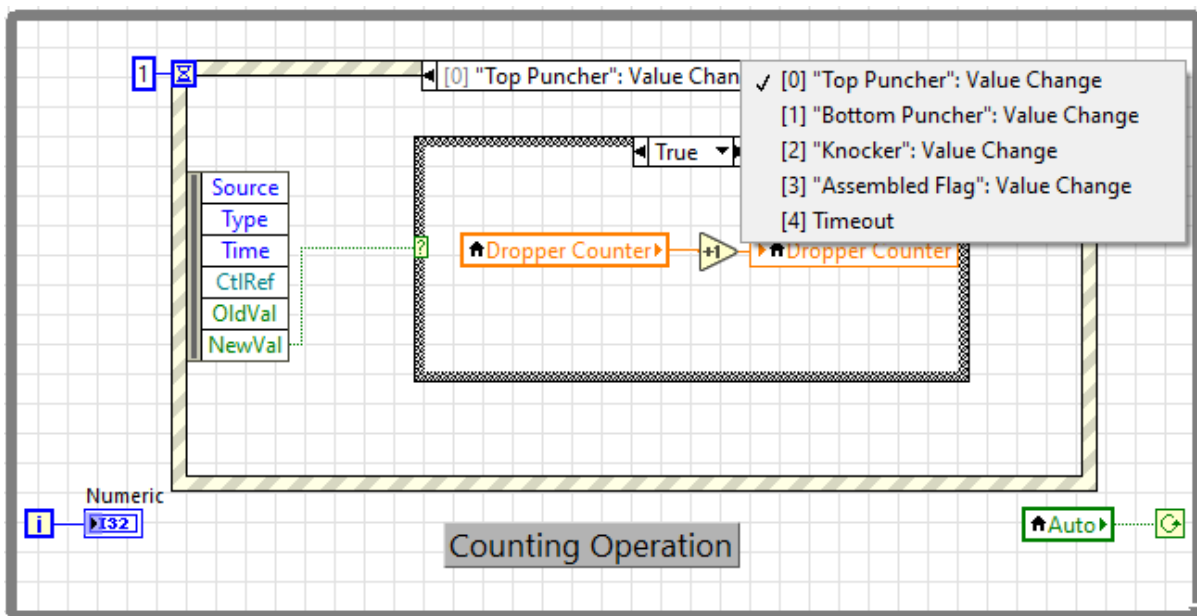 1
[0] "Top Puncher": Value Chan
✓ [0] "Top Puncher": Value Change
[1] "Bottom Puncher": Value Change
[2] "Knocker": Value Change
[3] "Assembled Flag": Value Change
[4] Timeout
True
Source
Type
Time
CtlRef
OldVal
NewVal
?
Dropper Counter
+1
Dropper Counter
Numeric
i
I32
Auto
Counting Operation